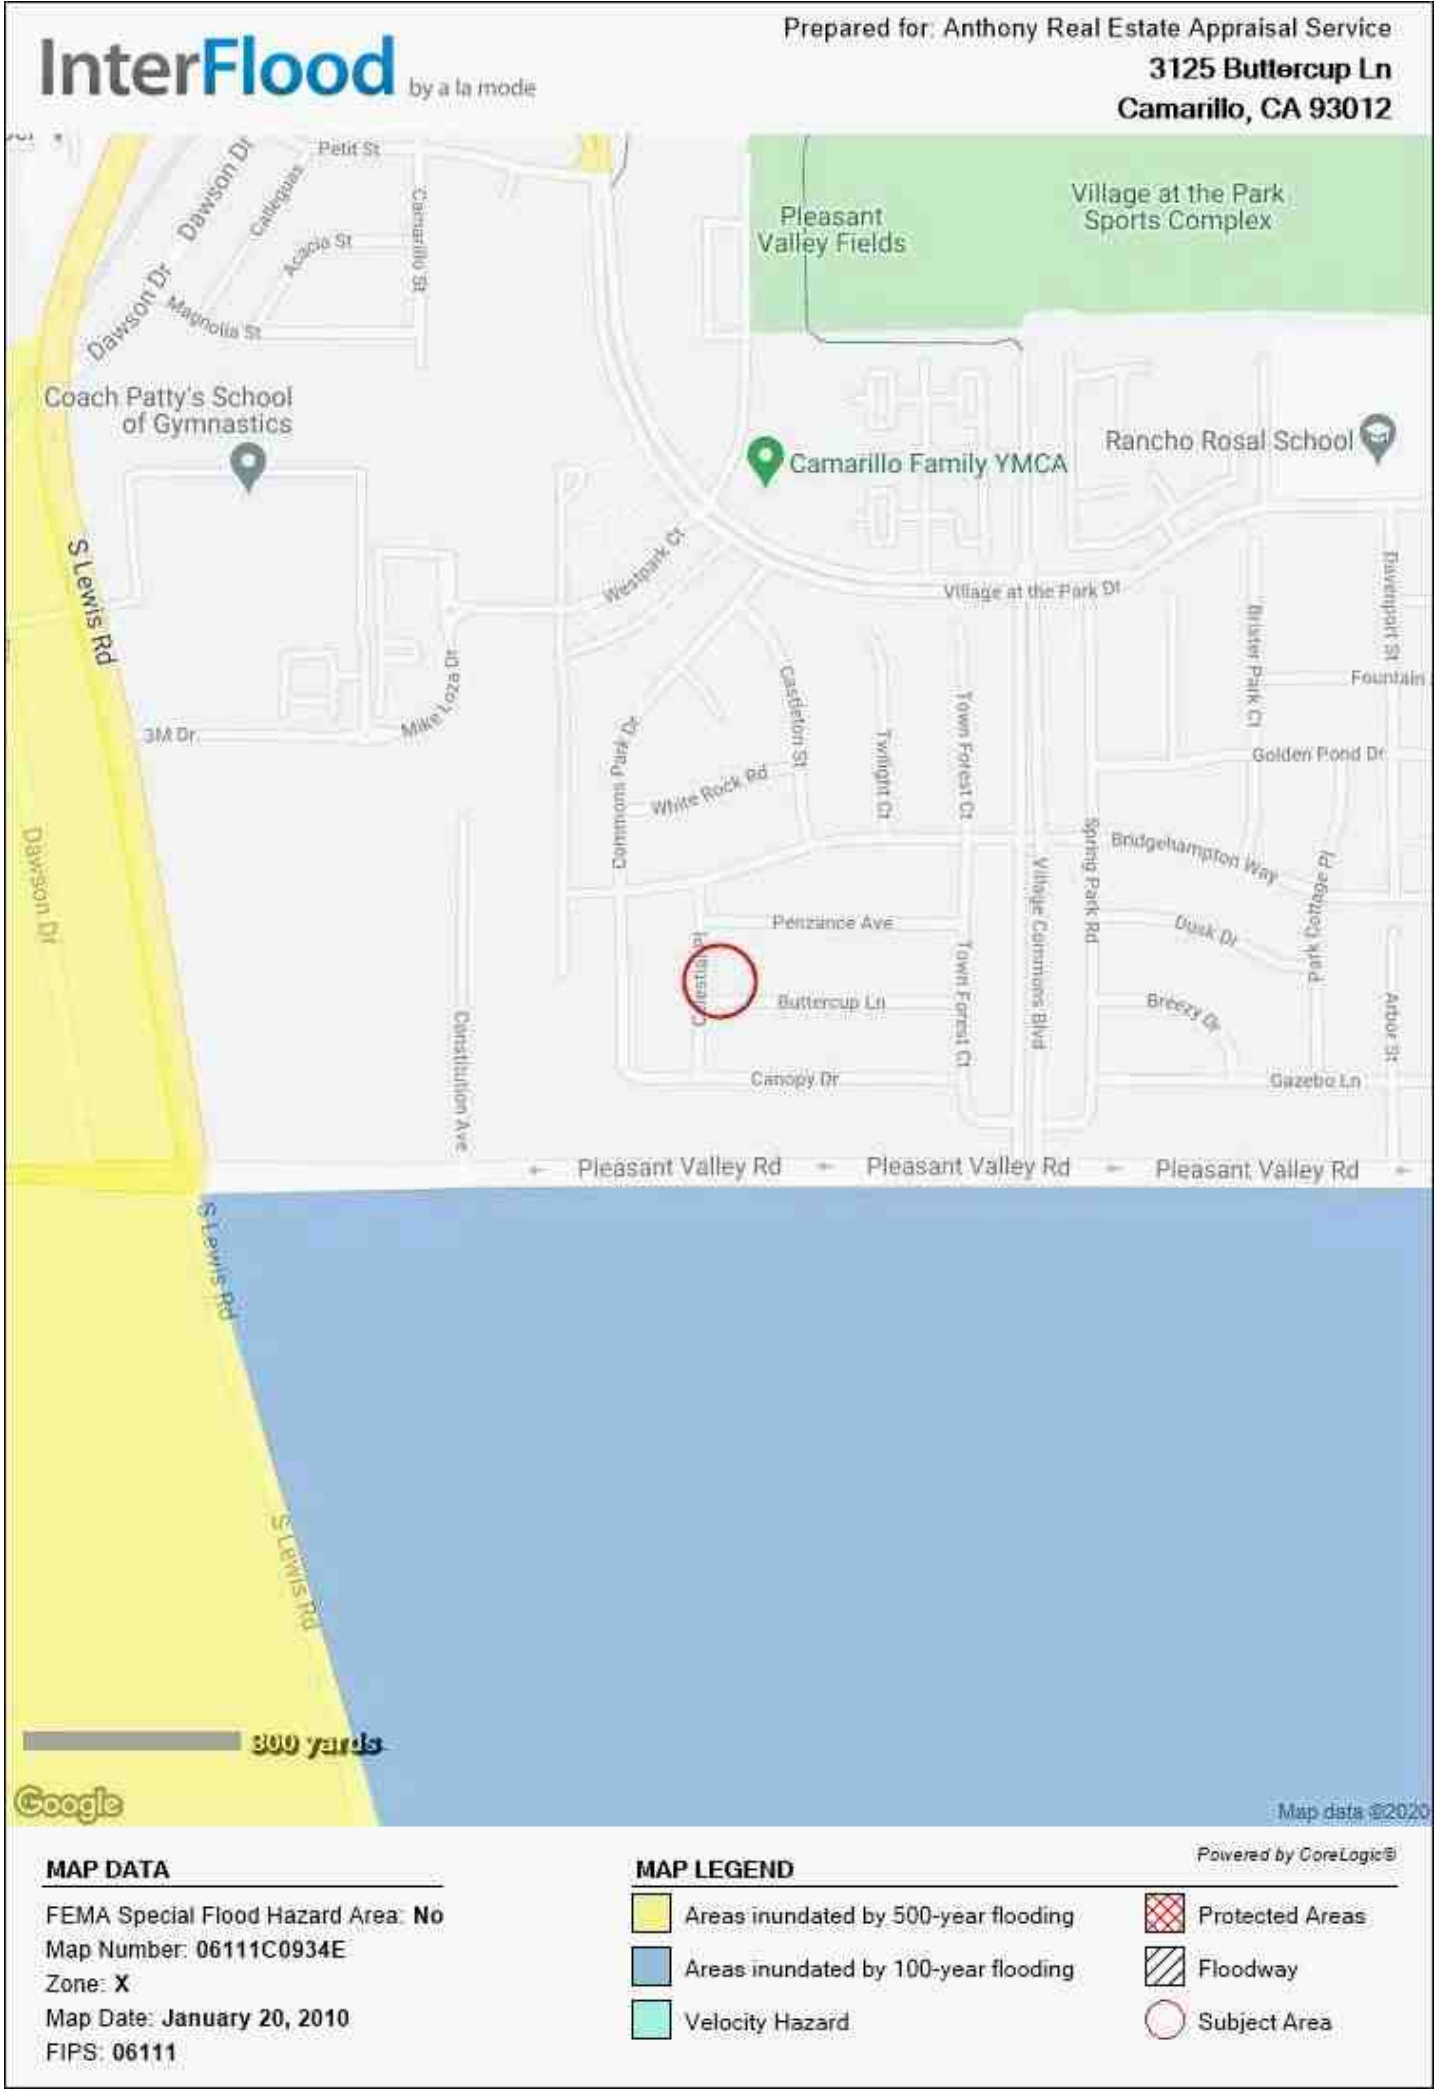 InterFlood by a la mode
Prepared for: Anthony Real Estate Appraisal Service
3125 Buttercup Ln
Camarillo, CA 93012
Petit St
Dawson Dr
Calleguas
Camarillo St
Acacia St
Dawson Dr
Magnolia St
Pleasant
Valley Fields
Village at the Park
Sports Complex
Coach Patty's School
of Gymnastics
Camarillo Family YMCA
Rancho Rosal School
S Lewis Rd
Westpark Ct
Village at the Park Dr
Davenport St
Brister Park Ct
Fountain
Mike Loza Dr
3M Dr
Castleton St
Town Forest Ct
Twilight Ct
Commons Park Dr
White Rock Rd
Golden Pond Dr
Dawson Dr
Spring Park Rd
Bridgehampton Way
Village Commons Blvd
Park Cottage Pl
Penzance Ave
Dusk Dr
Town Forest Ct
Buttercup Ln
Breezy Dr
Arbor St
Constitution Ave
Canopy Dr
Gazebo Ln
Pleasant Valley Rd
Pleasant Valley Rd
Pleasant Valley Rd
S Lewis Rd
S Lewis Rd
800 yards
Google
Map data ©2020
Powered by CoreLogic®
MAP DATA
FEMA Special Flood Hazard Area: No
Map Number: 06111C0934E
Zone: X
Map Date: January 20, 2010
FIPS: 06111
MAP LEGEND
Areas inundated by 500-year flooding
Areas inundated by 100-year flooding
Velocity Hazard
Protected Areas
Floodway
Subject Area